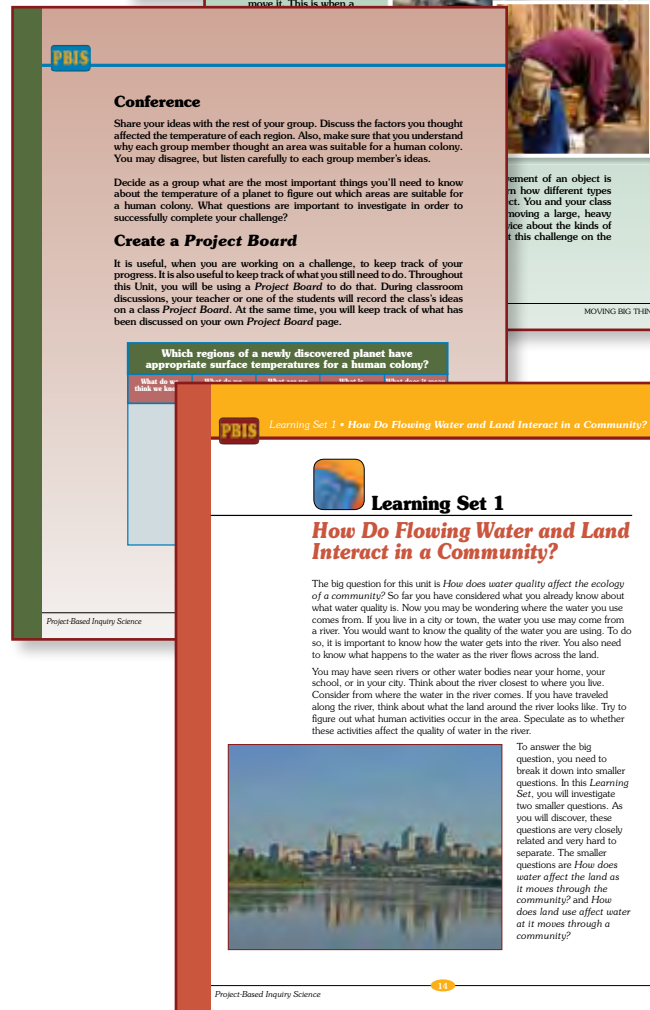 move it. This is when a
PBIS
Conference
Share your ideas with the rest of your group. Discuss the factors you thought
affected the temperature of each region. Also, make sure that you understand
why each group member thought an area was suitable for a human colony.
You may disagree, but listen carefully to each group member's ideas.
Decide as a group what are the most important things you'll need to know
about the temperature of a planet to figure out which areas are suitable for
a human colony. What questions are important to investigate in order to
successfully complete your challenge?
Create a Project Board
It is useful, when you are working on a challenge, to keep track of your
progress. It is also useful to keep track of what you still need to do. Throughout
this Unit, you will be using a Project Board to do that. During classroom
discussions, your teacher or one of the students will record the class's ideas
on a class Project Board. At the same time, you will keep track of what has
been discussed on your own Project Board page.
Which regions of a newly discovered planet have
appropriate surface temperatures for a human colony?
What do we
think we
What do we
What are we
What is
What does it mean
Project-Based Inquiry Science
ement of an object is
n how different types
ct. You and your class
moving a large, heavy
vice about the kinds of
t this challenge on the
MOVING BIG THIN
PBIS
Learning Set 1 • How Do Flowing Water and Land Interact in a Community?
Learning Set 1
How Do Flowing Water and Land
Interact in a Community?
The big question for this unit is How does water quality affect the ecology
of a community? So far you have considered what you already know about
what water quality is. Now you may be wondering where the water you use
comes from. If you live in a city or town, the water you use may come from
a river. You would want to know the quality of the water you are using. To do
so, it is important to know how the water gets into the river. You also need
to know what happens to the water as the river flows across the land.
You may have seen rivers or other water bodies near your home, your
school, or in your city. Think about the river closest to where you live.
Consider from where the water in the river comes. If you have traveled
along the river, think about what the land around the river looks like. Try to
figure out what human activities occur in the area. Speculate as to whether
these activities affect the quality of water in the river.
To answer the big
question, you need to
break it down into smaller
questions. In this Learning
Set, you will investigate
two smaller questions. As
you will discover, these
questions are very closely
related and very hard to
separate. The smaller
questions are How does
water affect the land as
it moves through the
community? and How
does land use affect water
at it moves through a
community?
14
Project-Based Inquiry Science